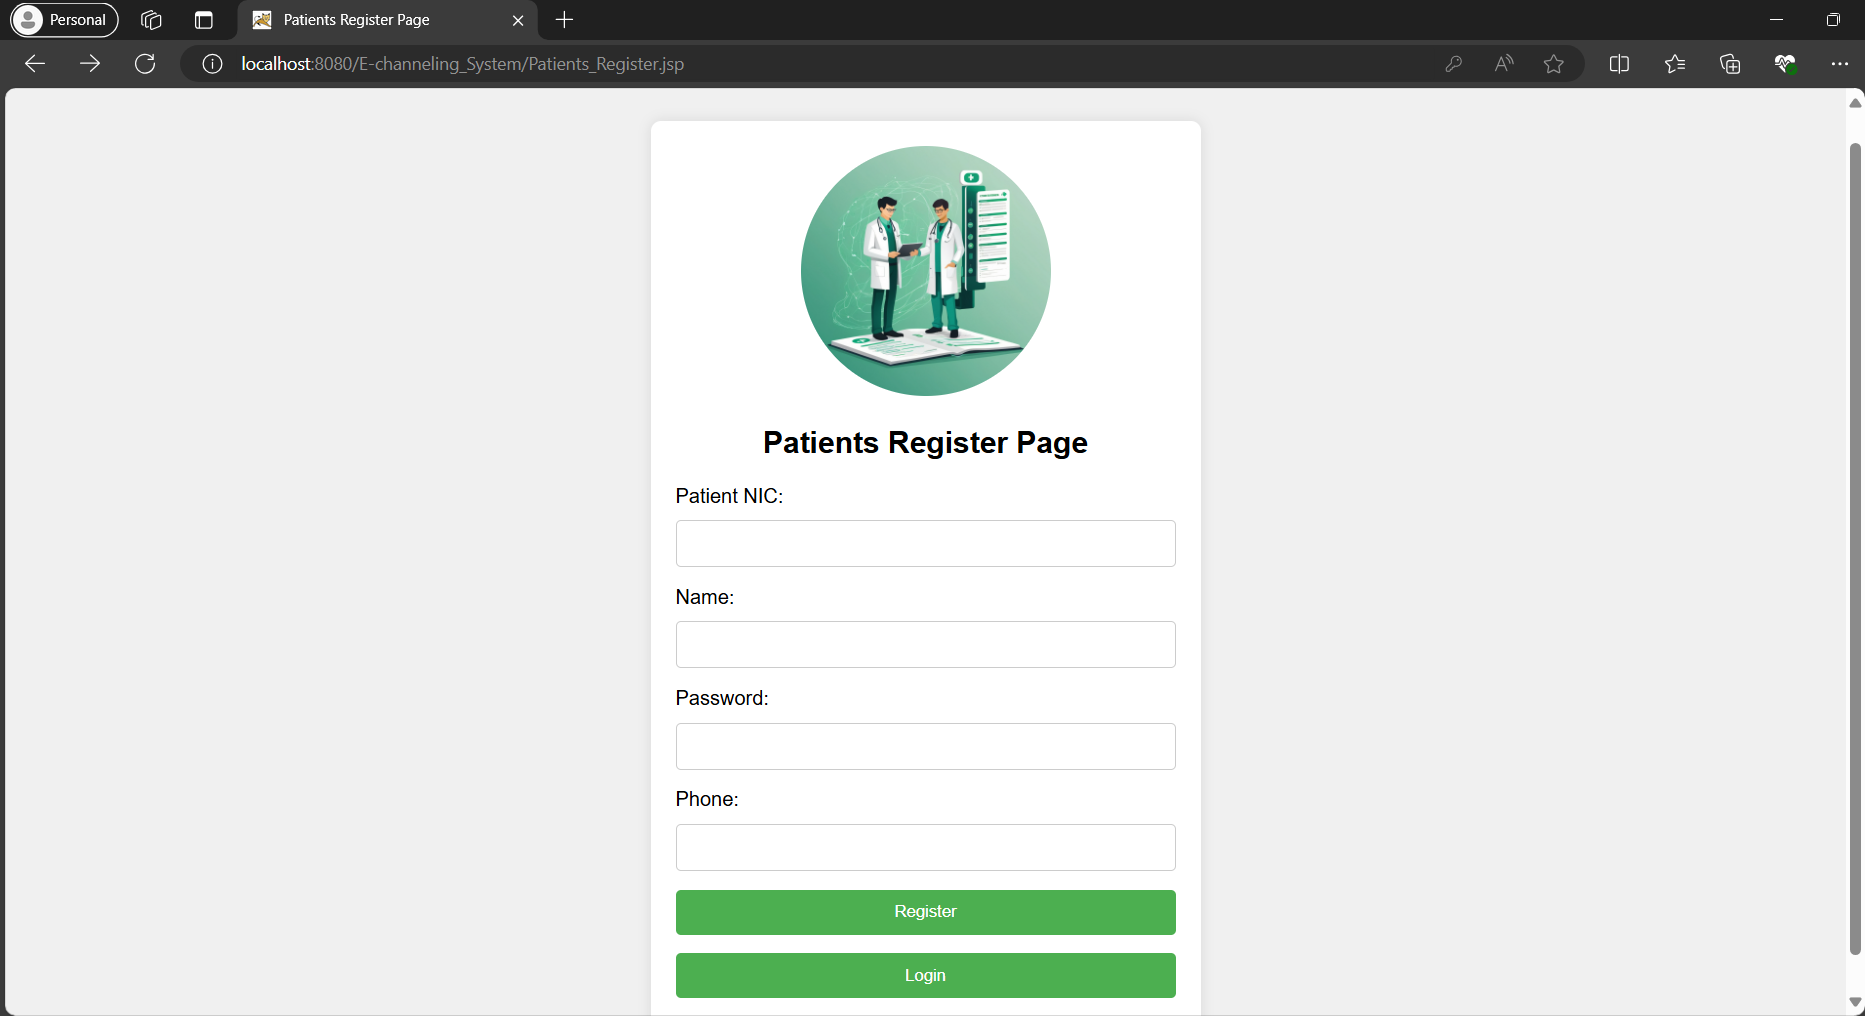 Personal
Patients Register Page
localhost:8080/E-channeling_System/Patients_Register.jsp
Patients Register Page
Patient NIC:
Name:
Password:
Phone:
Register
Login